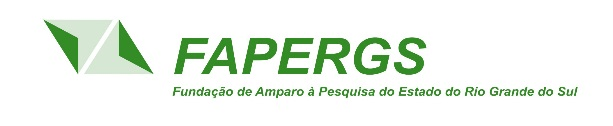 FAPERGS
Fundação de Amparo à Pesquisa do Estado do Rio Grande do Sul